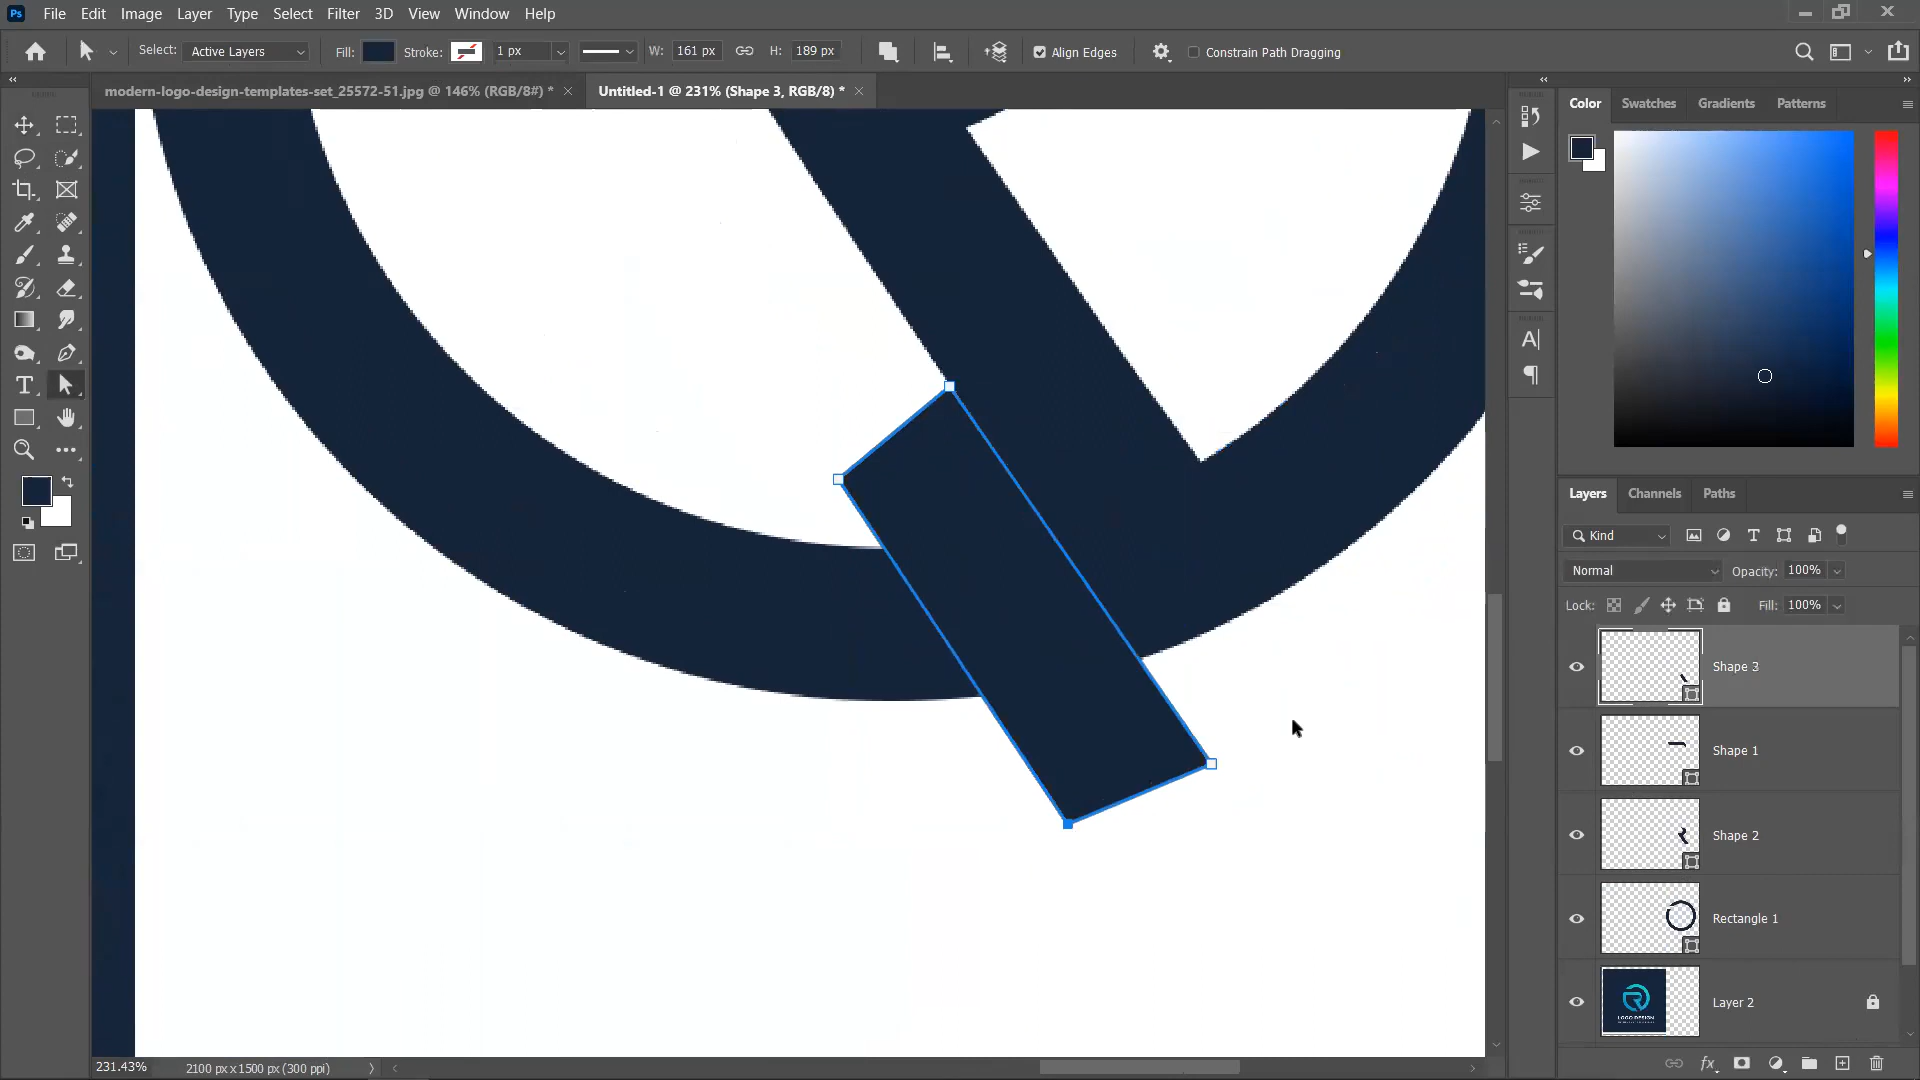 Ps File Edit Image Layer Type Select Filter 3D View Window Help
Select: Active Layers Fill: Stroke: 1 px W: 161 px H: 189 px Align Edges Constrain Path Dragging
modern-logo-design-templates-set_25572-51.jpg @ 146% (RGB/8#) * Untitled-1 @ 231% (Shape 3, RGB/8) *
Color Swatches Gradients Patterns
Layers Channels Paths
Kind
Normal Opacity: 100%
Lock: Fill: 100%
Shape 3
Shape 1
Shape 2
Rectangle 1
Layer 2
LOGO DESIGN
231.43% 2100 px x 1500 px (300 ppi)